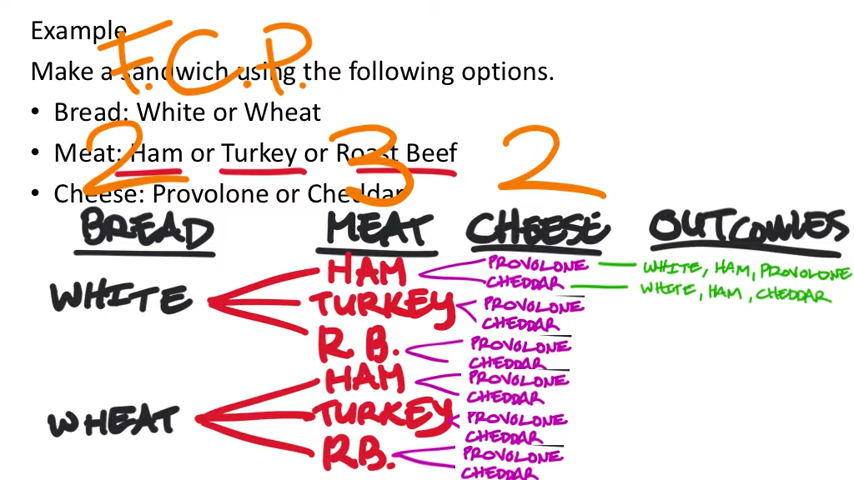 Example
F.C.P.
Make a sandwich using the following options.
• Bread: White or Wheat
• Meat: Ham or Turkey or Roast Beef
2 3 2
• Cheese: Provolone or Cheddar
BREAD MEAT CHEESE OUTCOMES
HAM PROVOLONE WHITE, HAM, PROVOLONE
CHEDDAR WHITE, HAM, CHEDDAR
WHITE TURKEY PROVOLONE
CHEDDAR
R.B. PROVOLONE
CHEDDAR
HAM PROVOLONE
CHEDDAR
WHEAT TURKEY PROVOLONE
CHEDDAR
R.B. PROVOLONE
CHEDDAR